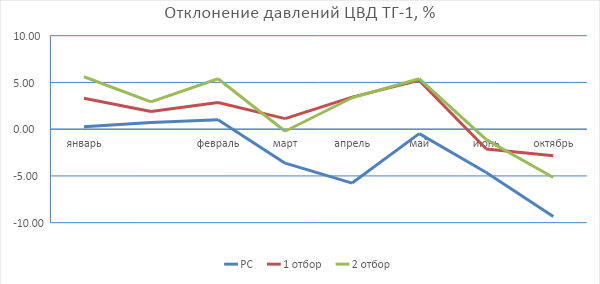 Отклонение давлений ЦВД ТГ-1, %
10.00
5.00
0.00
январь февраль март апрель май июнь октябрь
-5.00
-10.00
РС 1 отбор 2 отбор